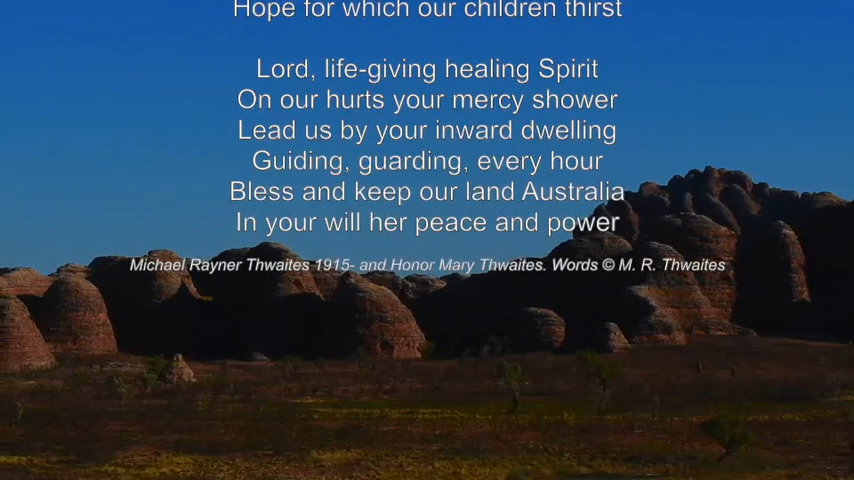 Hope for which our children thirst
Lord, life-giving healing Spirit
On our hurts your mercy shower
Lead us by your inward dwelling
Guiding, guarding, every hour
Bless and keep our land Australia
In your will her peace and power
Michael Rayner Thwaites 1915- and Honor Mary Thwaites. Words © M. R. Thwaites